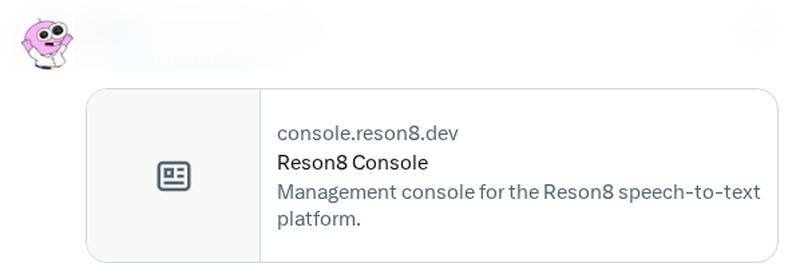 console.reson8.dev
Reson8 Console
Management console for the Reson8 speech-to-text
platform.